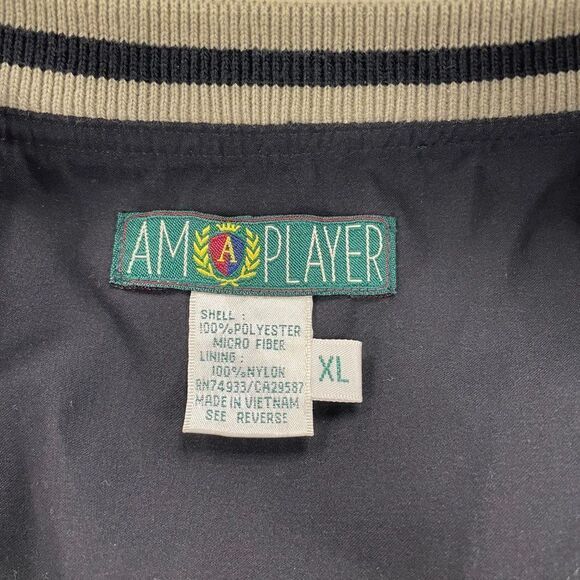 AM A PLAYER
SHELL :
100% POLYESTER
MICRO FIBER
LINING :
100% NYLON
RN74933/CA29587
MADE IN VIETNAM
SEE REVERSE
XL